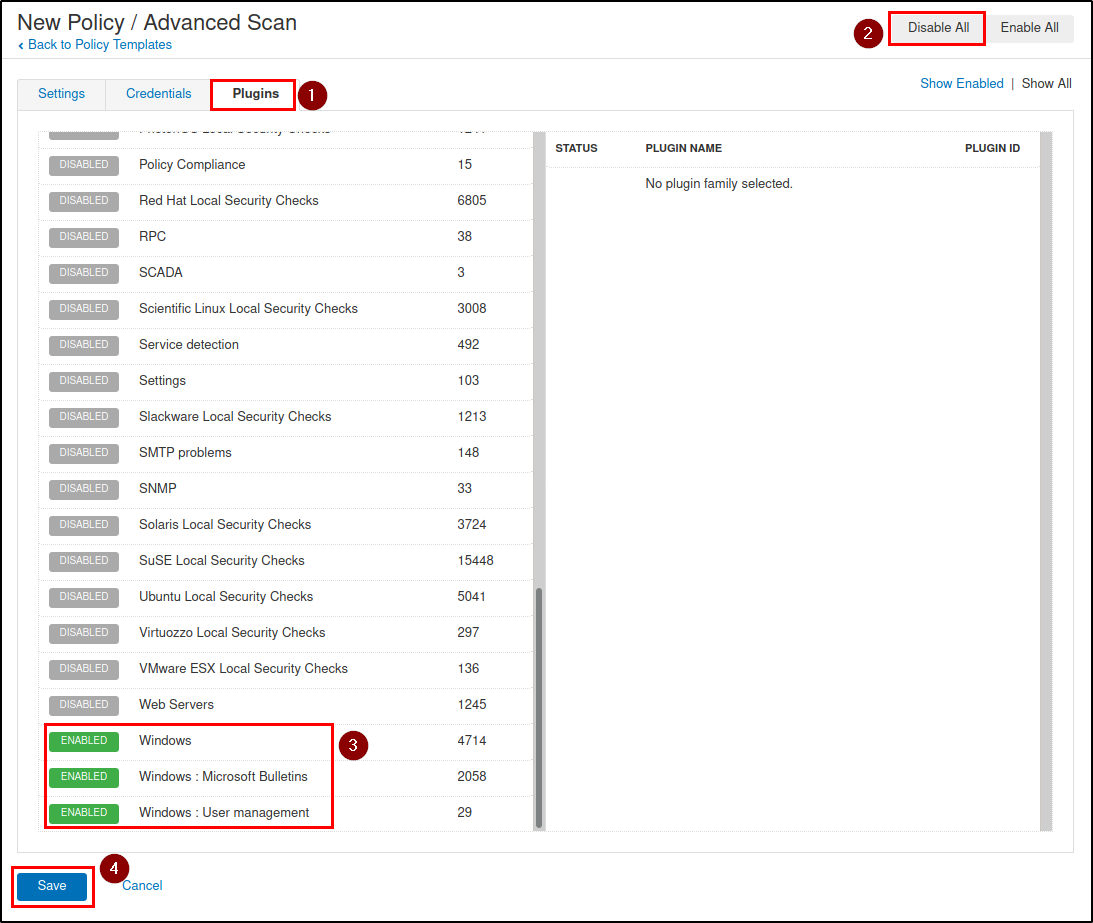 New Policy / Advanced Scan
‹ Back to Policy Templates
2
Disable All
Enable All
Settings
Credentials
Plugins
1
Show Enabled | Show All
STATUS PLUGIN NAME PLUGIN ID
No plugin family selected.
DISABLED Policy Compliance 15
DISABLED Red Hat Local Security Checks 6805
DISABLED RPC 38
DISABLED SCADA 3
DISABLED Scientific Linux Local Security Checks 3008
DISABLED Service detection 492
DISABLED Settings 103
DISABLED Slackware Local Security Checks 1213
DISABLED SMTP problems 148
DISABLED SNMP 33
DISABLED Solaris Local Security Checks 3724
DISABLED SuSE Local Security Checks 15448
DISABLED Ubuntu Local Security Checks 5041
DISABLED Virtuozzo Local Security Checks 297
DISABLED VMware ESX Local Security Checks 136
DISABLED Web Servers 1245
ENABLED Windows 4714
3
ENABLED Windows : Microsoft Bulletins 2058
ENABLED Windows : User management 29
4
Save
Cancel